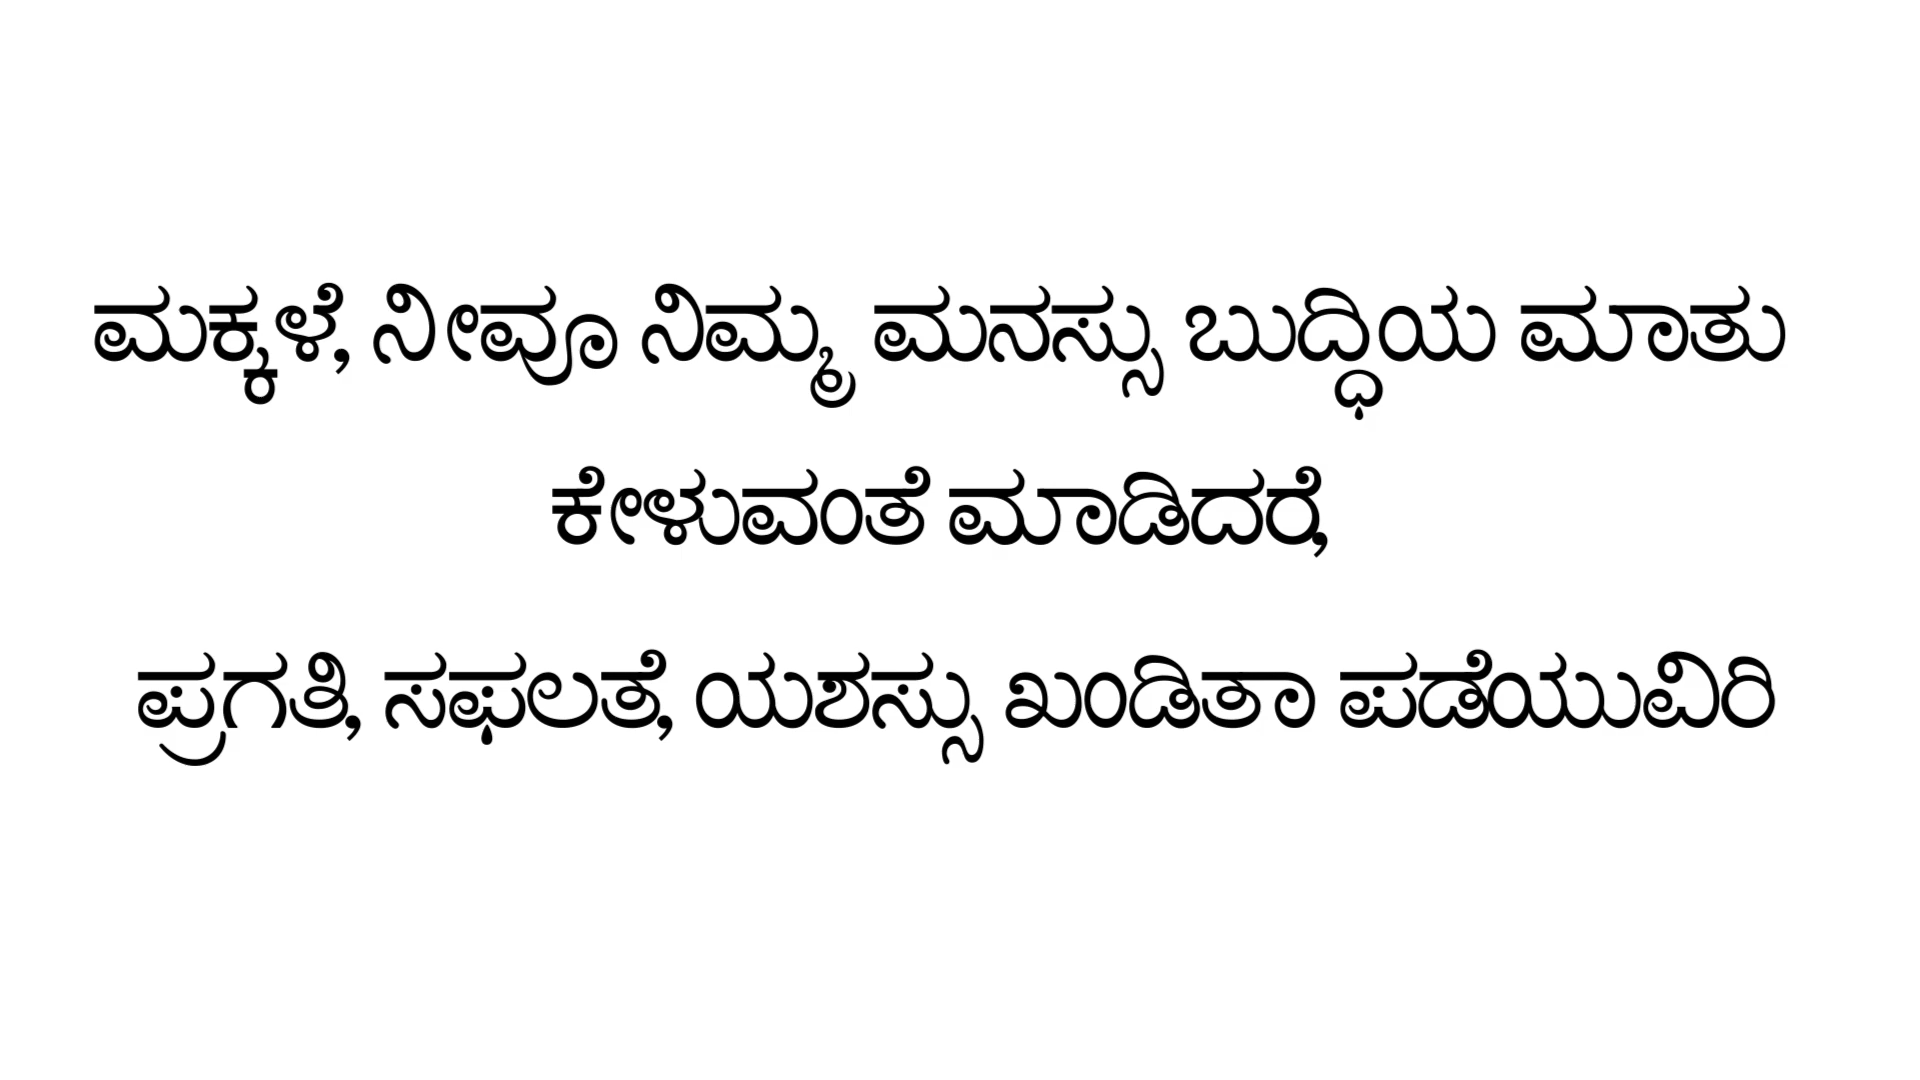 ಮಕ್ಕಳೆ, ನೀವೂ ನಿಮ್ಮ ಮನಸ್ಸು ಬುದ್ಧಿಯ ಮಾತು
ಕೇಳುವಂತೆ ಮಾಡಿದರೆ,
ಪ್ರಗತಿ, ಸಫಲತೆ, ಯಶಸ್ಸು ಖಂಡಿತಾ ಪಡೆಯುವಿರಿ